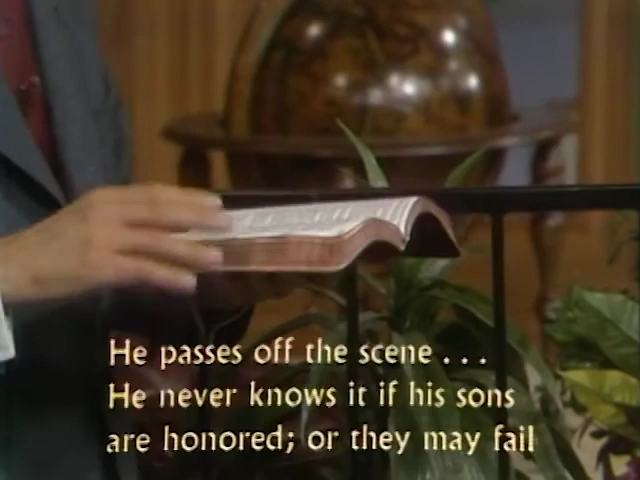 He passes off the scene . . .
He never knows it if his sons
are honored; or they may fail